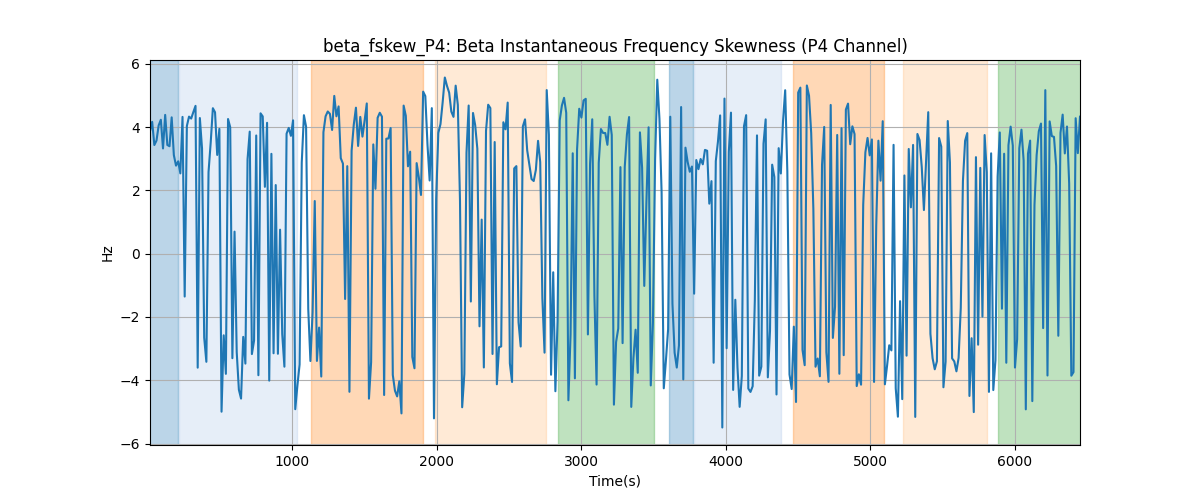 beta_fskew_P4: Beta Instantaneous Frequency Skewness (P4 Channel)
6
4
2
0
−2
−4
−6
Hz
1000 2000 3000 4000 5000 6000
Time(s)